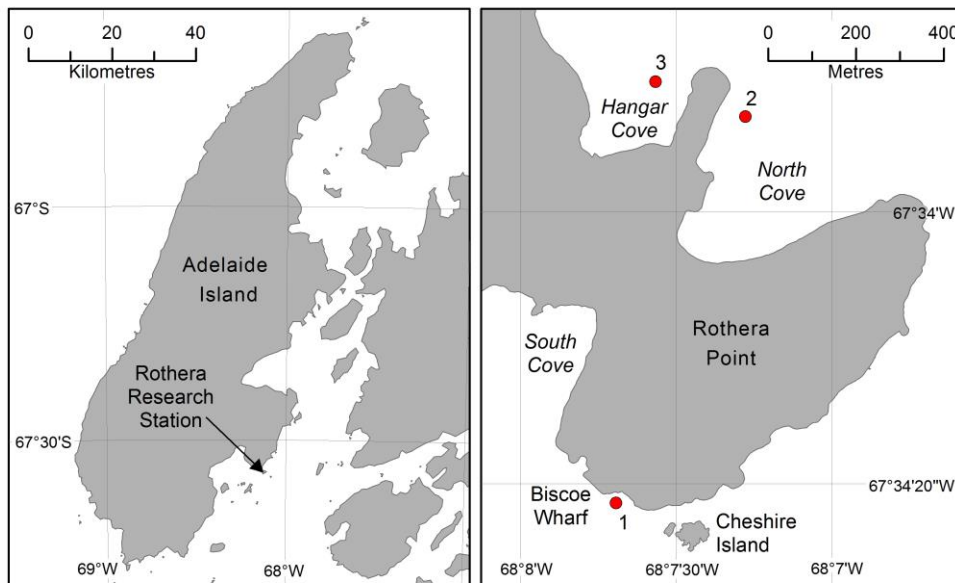 0 20 40
Kilometres
67°S
Adelaide
Island
Rothera
Research
Station
67°30'S
69°W 68°W
0 200 400
Metres
3
Hangar
Cove
2
North
Cove
67°34'W
South
Cove
Rothera
Point
67°34'20"W
Biscoe
Wharf
1
Cheshire
Island
68°8'W 68°7'30"W 68°7'W